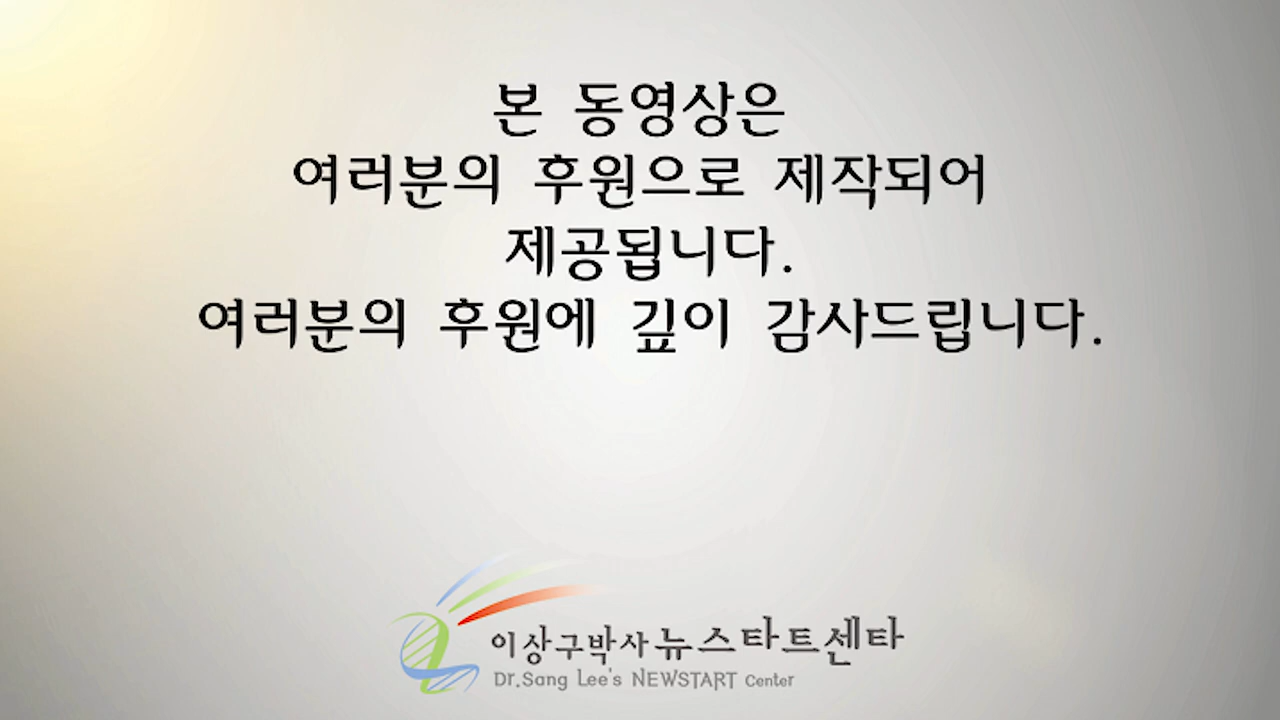 본 동영상은
여러분의 후원으로 제작되어
제공됩니다.
여러분의 후원에 깊이 감사드립니다.
이상구박사 뉴스타트센타
Dr.Sang Lee's NEWSTART Center